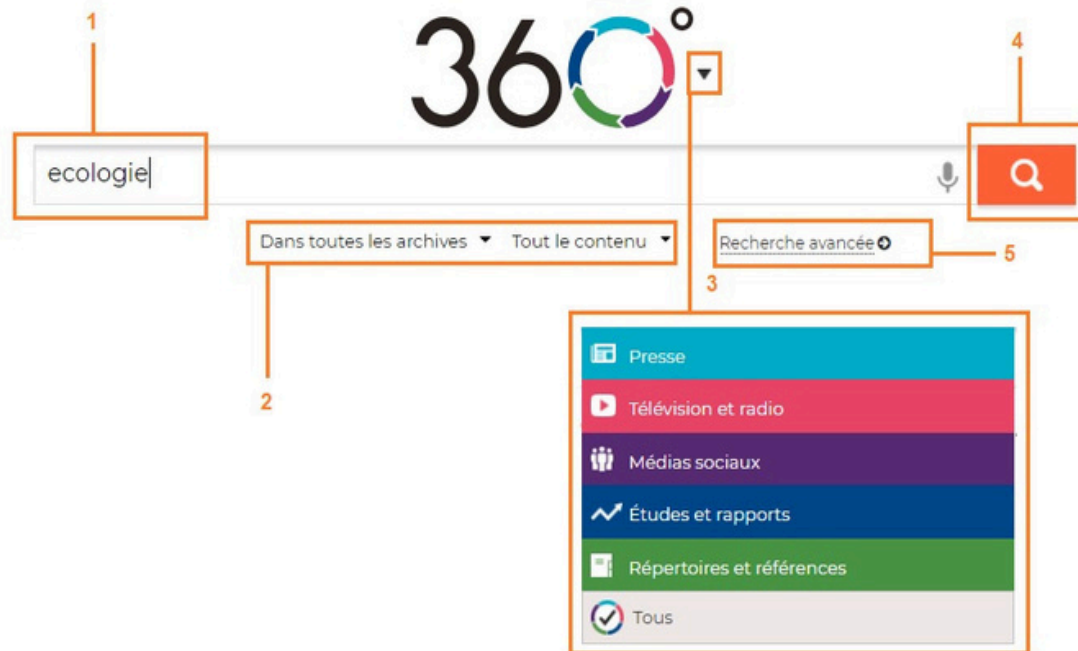 1
360°
4
ecologie
Dans toutes les archives Tout le contenu Recherche avancée
5
3
2
Presse
Télévision et radio
Médias sociaux
Études et rapports
Répertoires et références
Tous